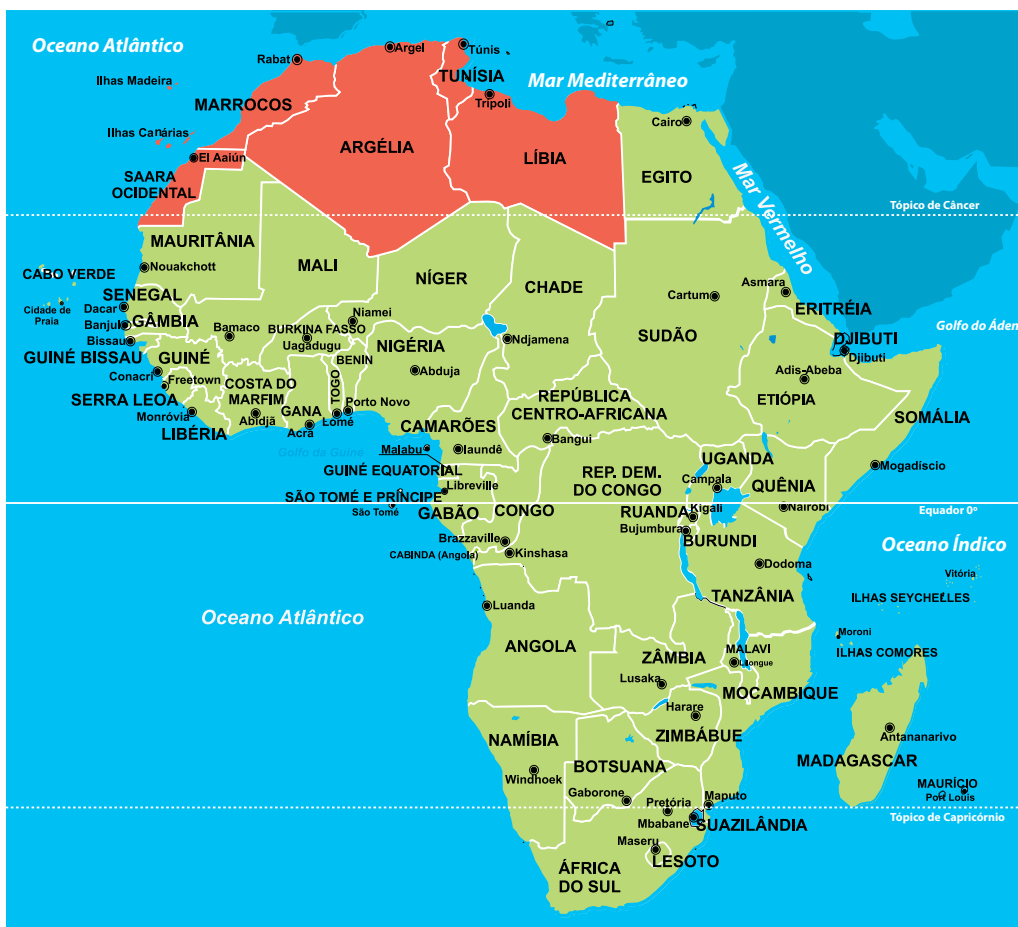 Oceano Atlântico
Argel
Túnis
Rabat
TUNÍSIA
Mar Mediterrâneo
Ilhas Madeira
MARROCOS
Trípoli
Cairo
Ilhas Canárias
ARGÉLIA
LÍBIA
El Aaiún
SAARA
OCIDENTAL
EGITO
Mar Vermelho
Tópico de Câncer
MAURITÂNIA
Nouakchott
MALI
NÍGER
CHADE
CABO VERDE
Cidade de
Praia
SENEGAL
Dacar
Banjul
GÂMBIA
Bissau
GUINÉ BISSAU
Bamaco
BURKINA FASSO
Uagadugu
Niamei
NIGÉRIA
Ndjamena
Cartum
SUDÃO
Asmara
ERITRÉIA
DJIBUTI
Djibuti
Golfo do Áden
GUINÉ
Conacri
Freetown
SERRA LEOA
Monróvia
LIBÉRIA
COSTA DO
MARFIM
Abidjã
GANA
Acrã
TOGO
BENIN
Lomé
Porto Novo
Abduja
CAMARÕES
REPÚBLICA
CENTRO-AFRICANA
Bangui
Adis-Abeba
ETIÓPIA
SOMÁLIA
Golfo da Guine
Malabu
Iaundê
GUINÉ EQUATORIAL
Libreville
SÃO TOMÉ E PRÍNCIPE
São Tomé
GABÃO
CONGO
REP. DEM.
DO CONGO
UGANDA
Campala
QUÊNIA
Mogadíscio
Nairobi
Equador 0º
RUANDA
Kigali
Bujumbura
BURUNDI
Brazzaville
CABINDA (Angola)
Kinshasa
Dodoma
TANZÂNIA
Oceano Índico
Vitória
ILHAS SEYCHELLES
Oceano Atlântico
Luanda
ANGOLA
ZÂMBIA
Lusaka
MALAVI
Lilongue
Moroni
ILHAS COMORES
MOCAMBIQUE
Harare
ZIMBÁBUE
NAMÍBIA
Windhoek
BOTSUANA
Gaborone
Antananarivo
MADAGASCAR
MAURÍCIO
Port Louis
Pretória
Maputo
Mbabane
SUAZILÂNDIA
Tópico de Capricórnio
Maseru
LESOTO
ÁFRICA
DO SUL